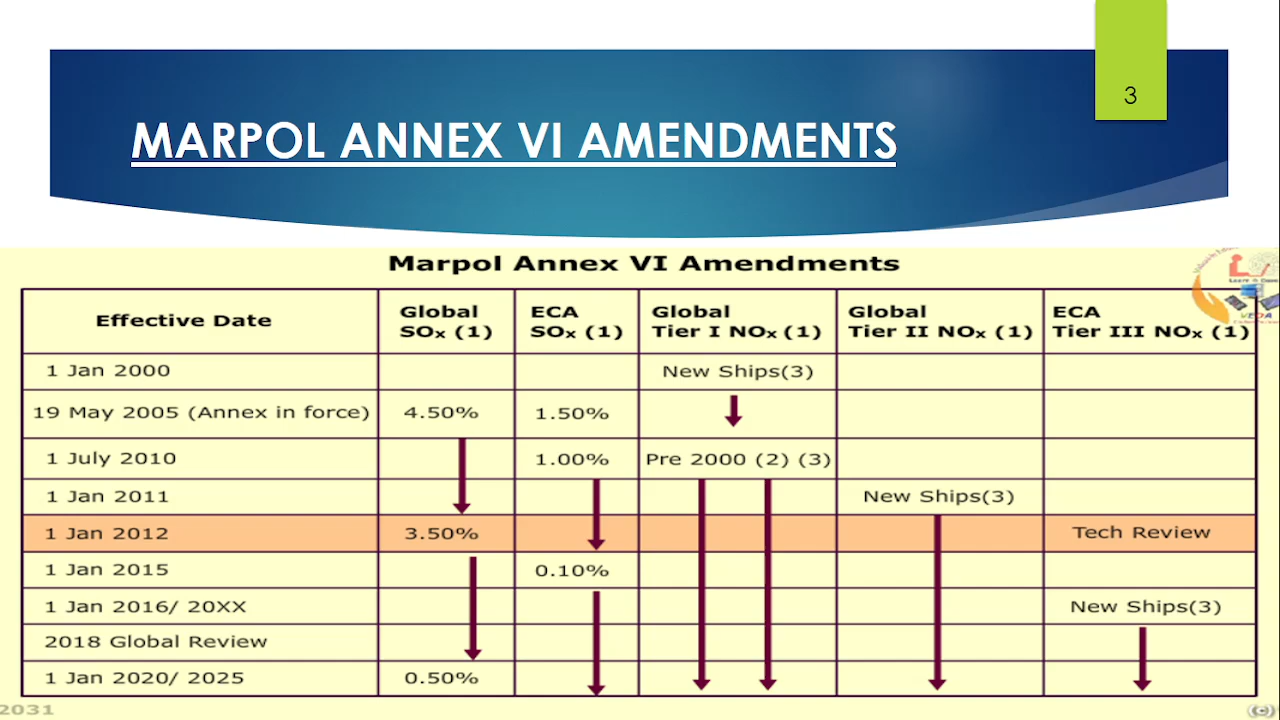 3
MARPOL ANNEX VI AMENDMENTS
Marpol Annex VI Amendments
Effective Date
Global
SOx (1)
ECA
SOx (1)
Global
Tier I NOx (1)
Global
Tier II NOx (1)
ECA
Tier III NOx (1)
1 Jan 2000 New Ships(3)
19 May 2005 (Annex in force) 4.50% 1.50%
1 July 2010 1.00% Pre 2000 (2) (3)
1 Jan 2011 New Ships(3)
1 Jan 2012 3.50% Tech Review
1 Jan 2015 0.10%
1 Jan 2016/ 20XX New Ships(3)
2018 Global Review
1 Jan 2020/ 2025 0.50%
2031
(c)
VEDA